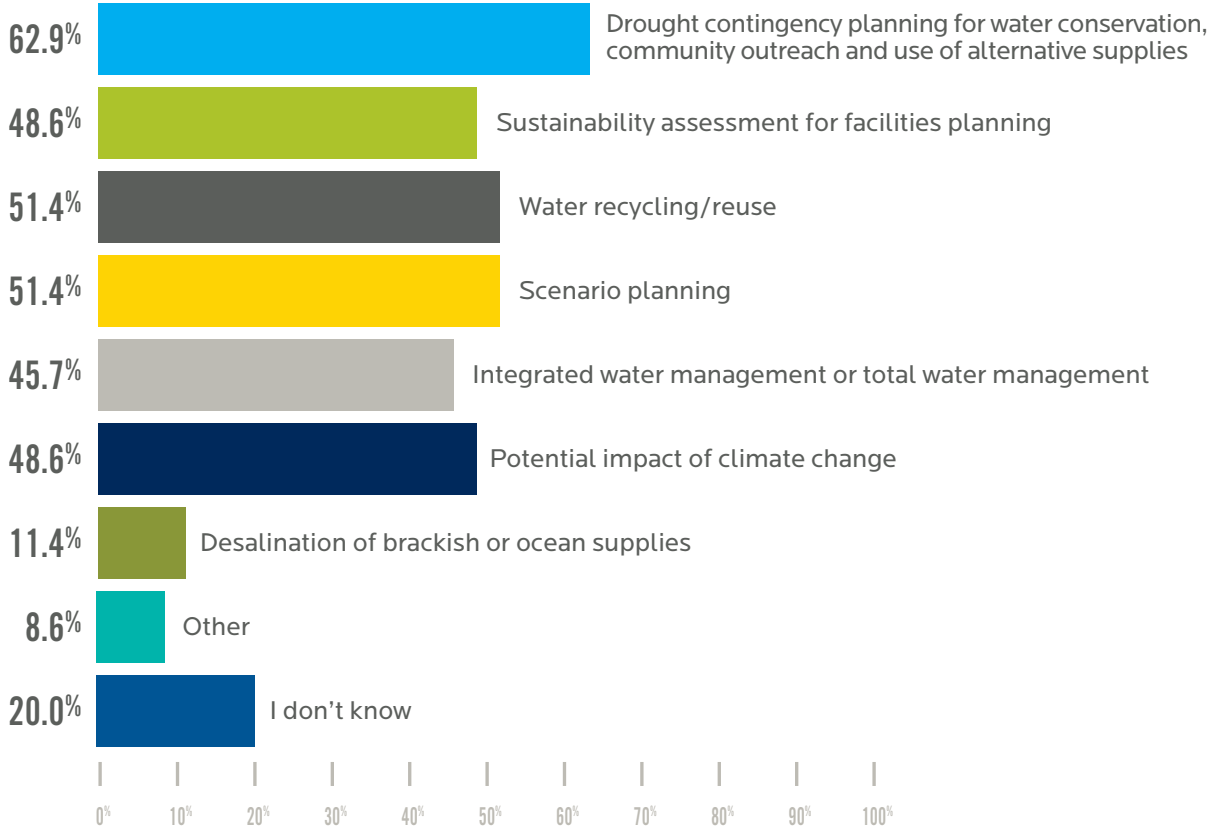 62.9%
Drought contingency planning for water conservation,
community outreach and use of alternative supplies
48.6%
Sustainability assessment for facilities planning
51.4%
Water recycling/reuse
51.4%
Scenario planning
45.7%
Integrated water management or total water management
48.6%
Potential impact of climate change
11.4%
Desalination of brackish or ocean supplies
8.6%
Other
20.0%
I don’t know
0% 10% 20% 30% 40% 50% 60% 70% 80% 90% 100%